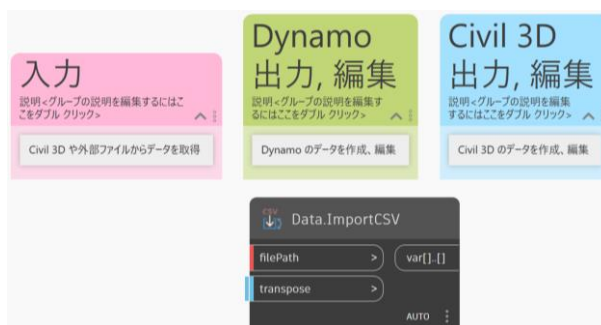 入力
説明<グループの説明を編集するにはこ
こをダブル クリック>
Civil 3D や外部ファイルからデータを取得
Dynamo
出力, 編集
説明<グループの説明を編集す
るにはここをダブル クリック>
Dynamo のデータを作成、編集
Civil 3D
出力, 編集
説明<グループの説明を編集
するにはここをダブル クリック>
Civil 3D のデータを作成、編集
CSV
Data.ImportCSV
filePath >
var[]..[]
transpose >
AUTO